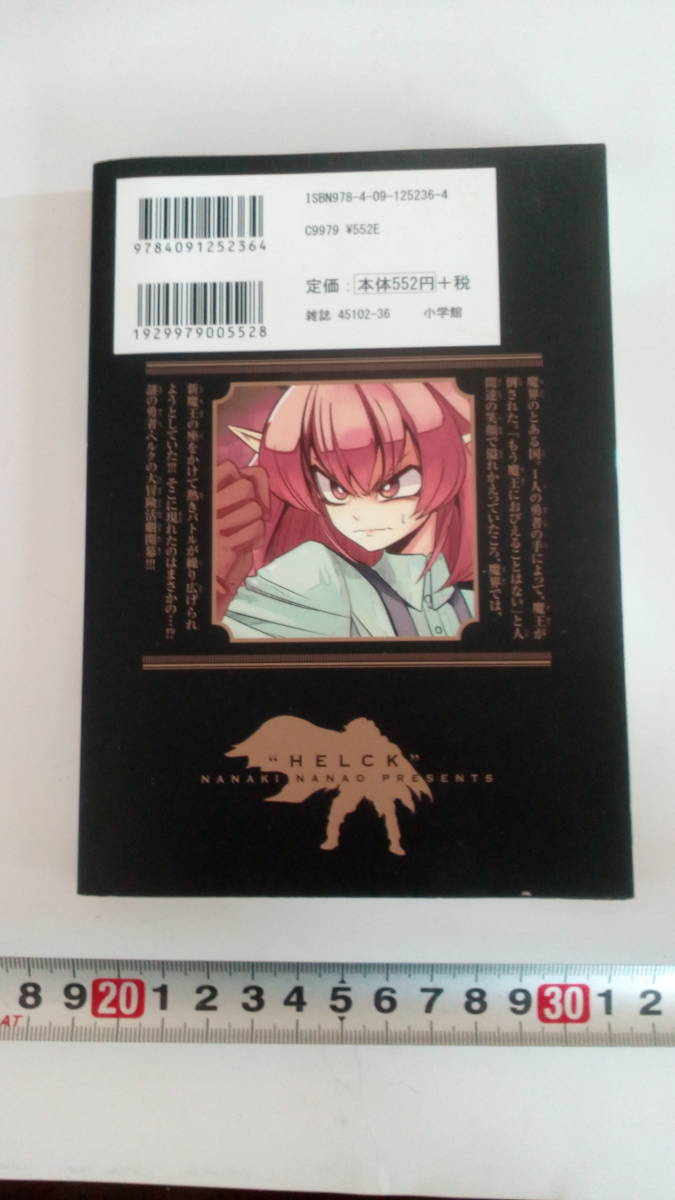 ISBN978-4-09-125236-4
9784091252364
C9979 ¥552E
1929979005528
定価：本体552円+税
雑誌 45102-36 小学館
魔界のとある国、1人の勇者の手によって、魔王が
倒された。「もう魔王におびえることはない」と人
間達の笑顔で溢れかえっていたころ、魔界では、
新魔王の座をかけて熱きバトルが繰り広げられ
ようとしていた!!! そこに現れたのはまさかの…!?
謎の勇者ヘルクの大冒険活劇開幕!!!
"HELCK"
NANAKI NANAO PRESENTS
8 9 20 1 2 3 4 5 6 7 8 9 30 1 2